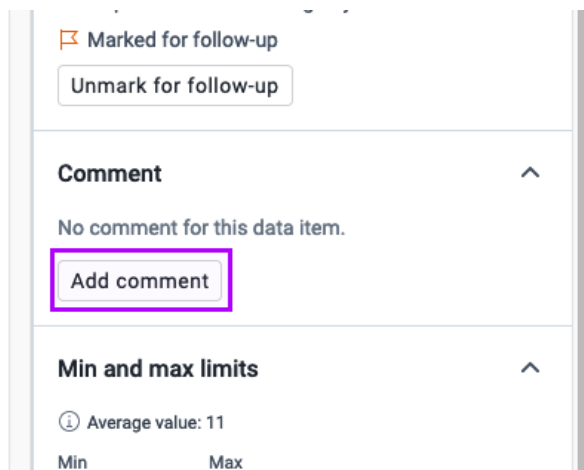 Marked for follow-up
Unmark for follow-up
Comment
No comment for this data item.
Add comment
Min and max limits
Average value: 11
Min Max